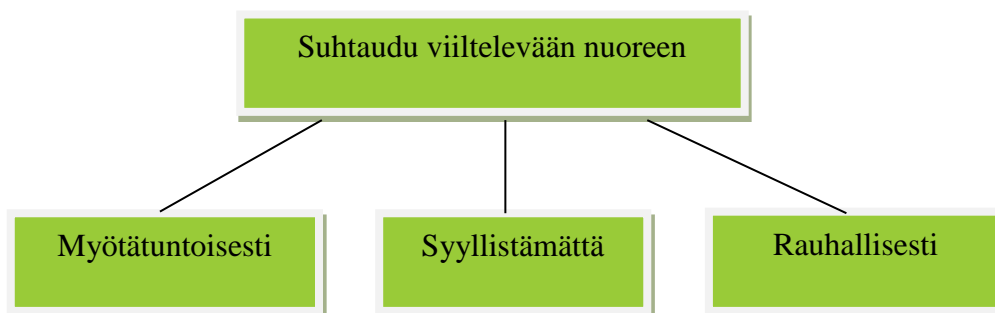 Suhtaudu viiltelevään nuoreen
Myötätuntoisesti
Syyllistämättä
Rauhallisesti